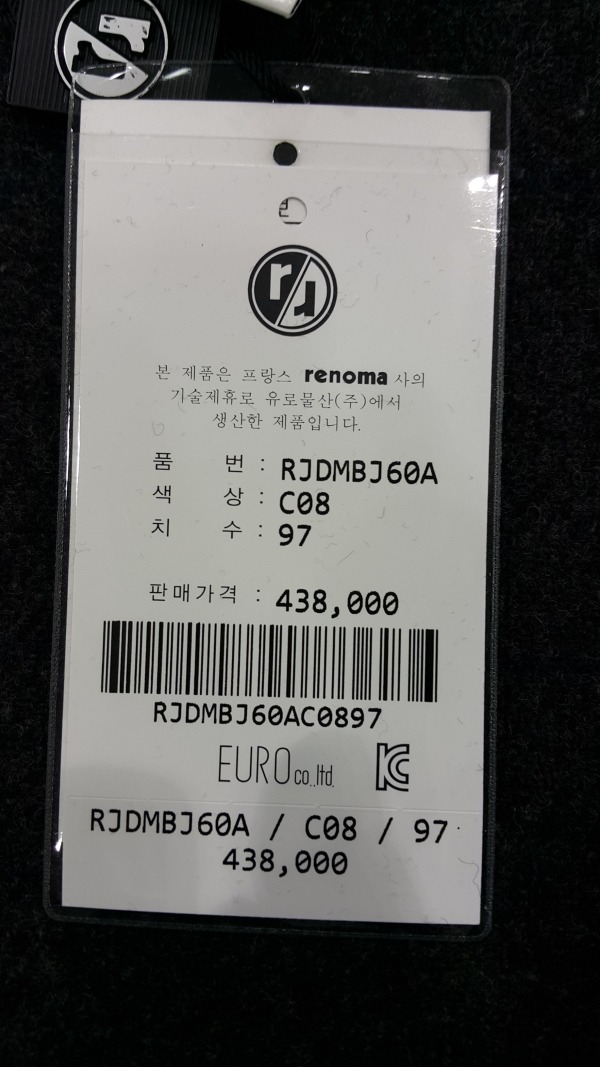 rr
본 제품은 프랑스 renoma 사의
기술제휴로 유로물산(주)에서
생산한 제품입니다.
품 번 : RJDMBJ60A
색 상 : C08
치 수 : 97
판매가격 : 438,000
RJDMBJ60AC0897
EURO co.,ltd.
RJDMBJ60A / C08 / 97
438,000